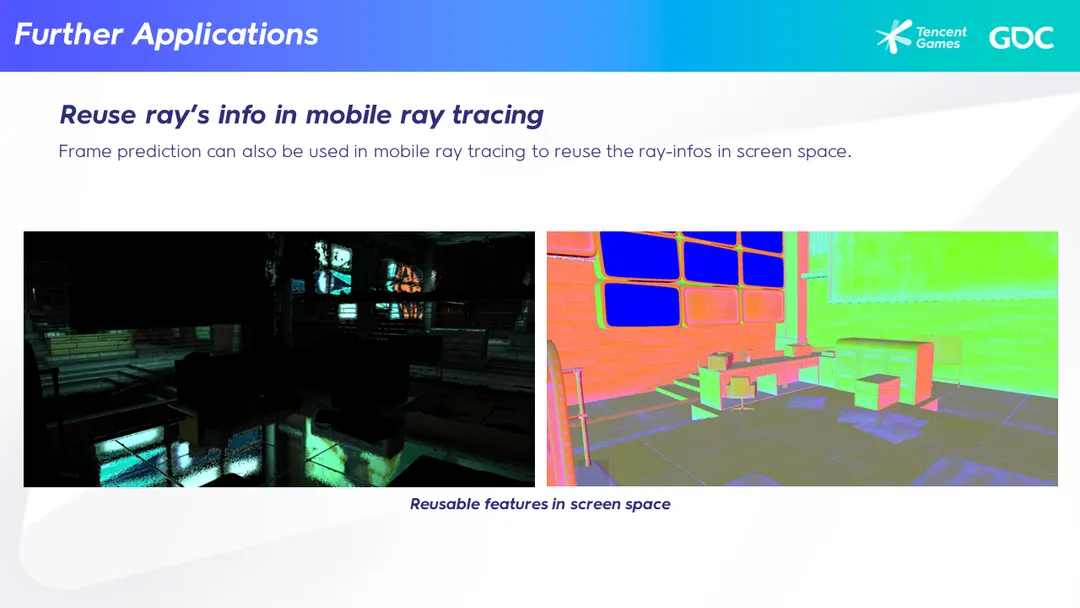 Further Applications
Tencent
Games
GDC
Reuse ray's info in mobile ray tracing
Frame prediction can also be used in mobile ray tracing to reuse the ray-infos in screen space.
Reusable features in screen space